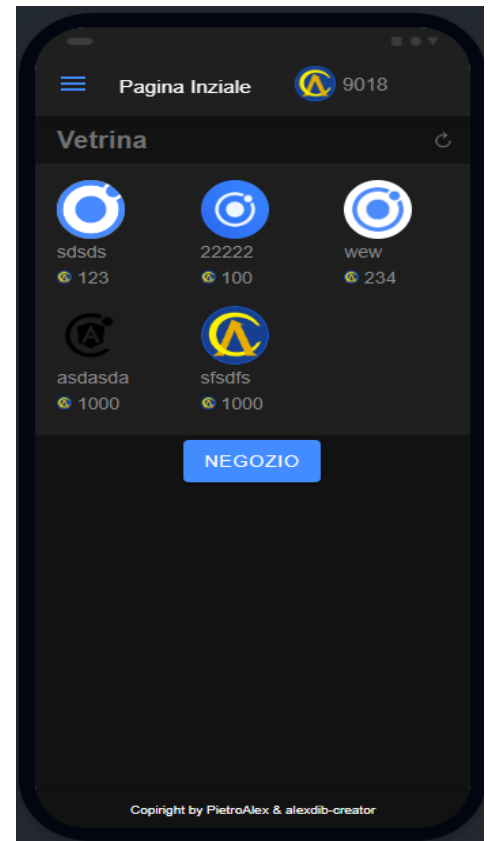 Pagina Inziale 9018
Vetrina
sdsds 22222 wew
123 100 234
asdasda sfsdfs
1000 1000
NEGOZIO
Copiright by PietroAlex & alexdib-creator